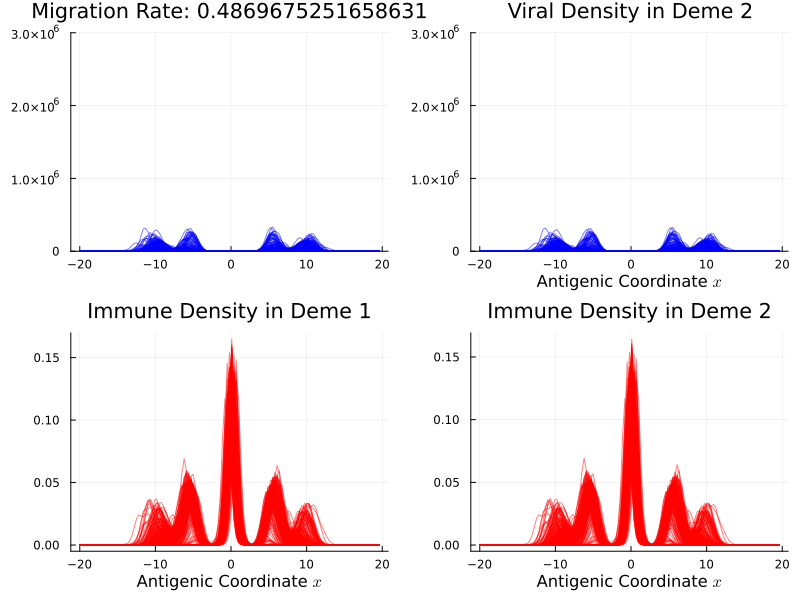 Migration Rate: 0.4869675251658631
Viral Density in Deme 2
3.0×10⁶
2.0×10⁶
1.0×10⁶
0
−20 −10 0 10 20
3.0×10⁶
2.0×10⁶
1.0×10⁶
0
−20 −10 0 10 20
Antigenic Coordinate x
Immune Density in Deme 1
0.15
0.10
0.05
0.00
−20 −10 0 10 20
Antigenic Coordinate x
Immune Density in Deme 2
0.15
0.10
0.05
0.00
−20 −10 0 10 20
Antigenic Coordinate x